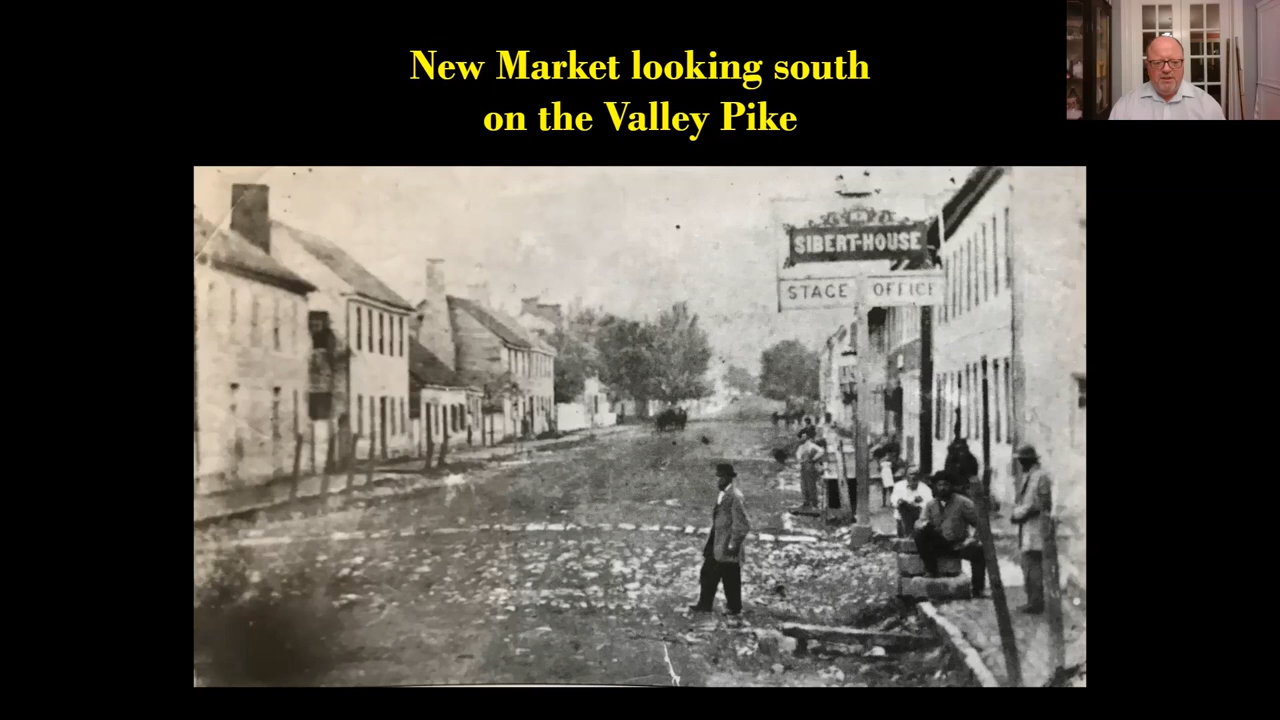 New Market looking south
on the Valley Pike
SIBERT-HOUSE
STAGE OFFICE